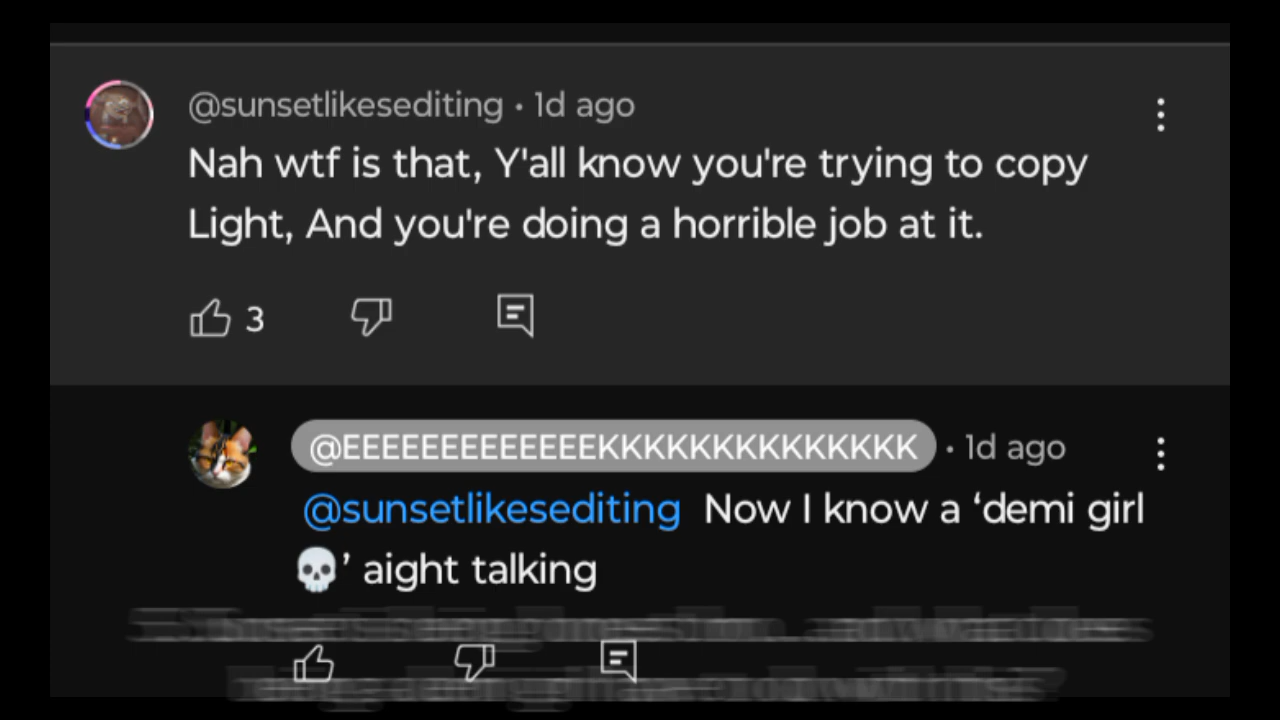 @sunsetlikesediting • 1d ago
Nah wtf is that, Y'all know you're trying to copy
Light, And you're doing a horrible job at it.
3
@EEEEEEEEEEEEEKKKKKKKKKKKKKKK • 1d ago
@sunsetlikesediting Now I know a ‘demi girl
💀’ aight talking